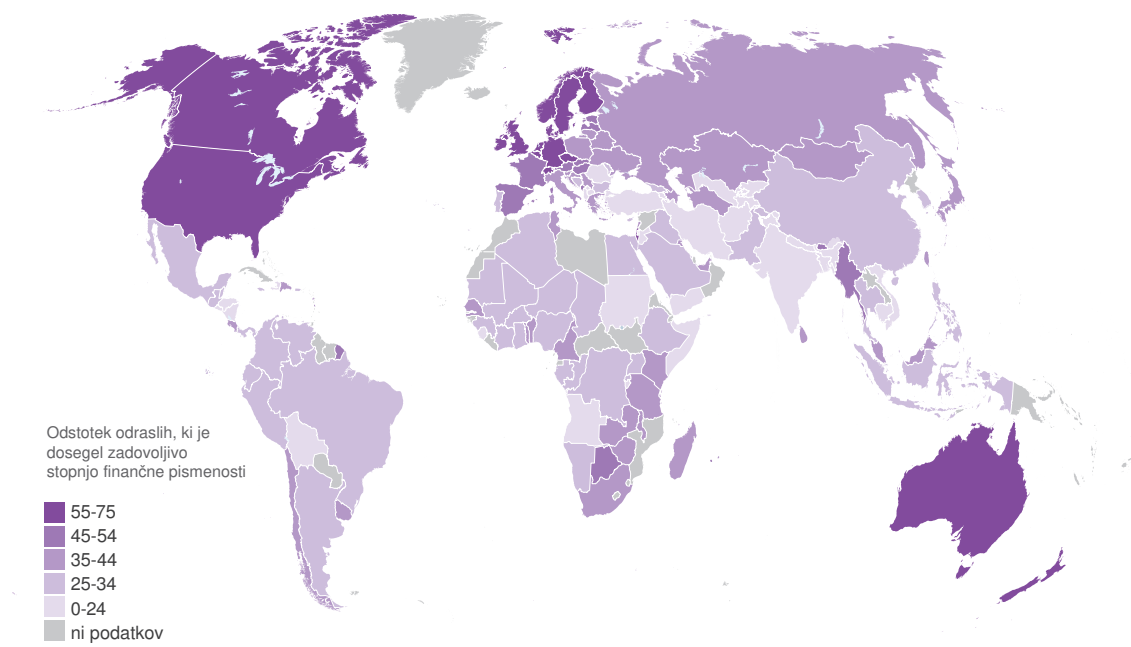 Odstotek odraslih, ki je
dosegel zadovoljivo
stopnjo finančne pismenosti
55-75
45-54
35-44
25-34
0-24
ni podatkov